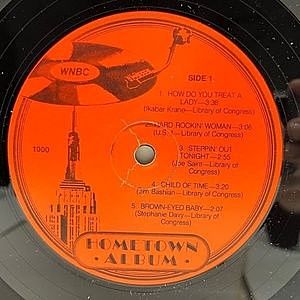 WNBC
SIDE 1
1. HOW DO YOU TREAT A
LADY—3:36
(Ikabar Krane—Library of Congress)
HARD ROCKIN' WOMAN—3:06
—Library of Congress)
1000
3. STEPPIN' OUT
TONIGHT—2:55
(Joe Saint—Library of
Congress)
4. CHILD OF TIME—3:20
(Jim Bashian—Library of Congress)
5. BROWN-EYED BABY—2:07
(Stephanie Davy—Library of
Congress)
HOMETOWN
• ALBUM •